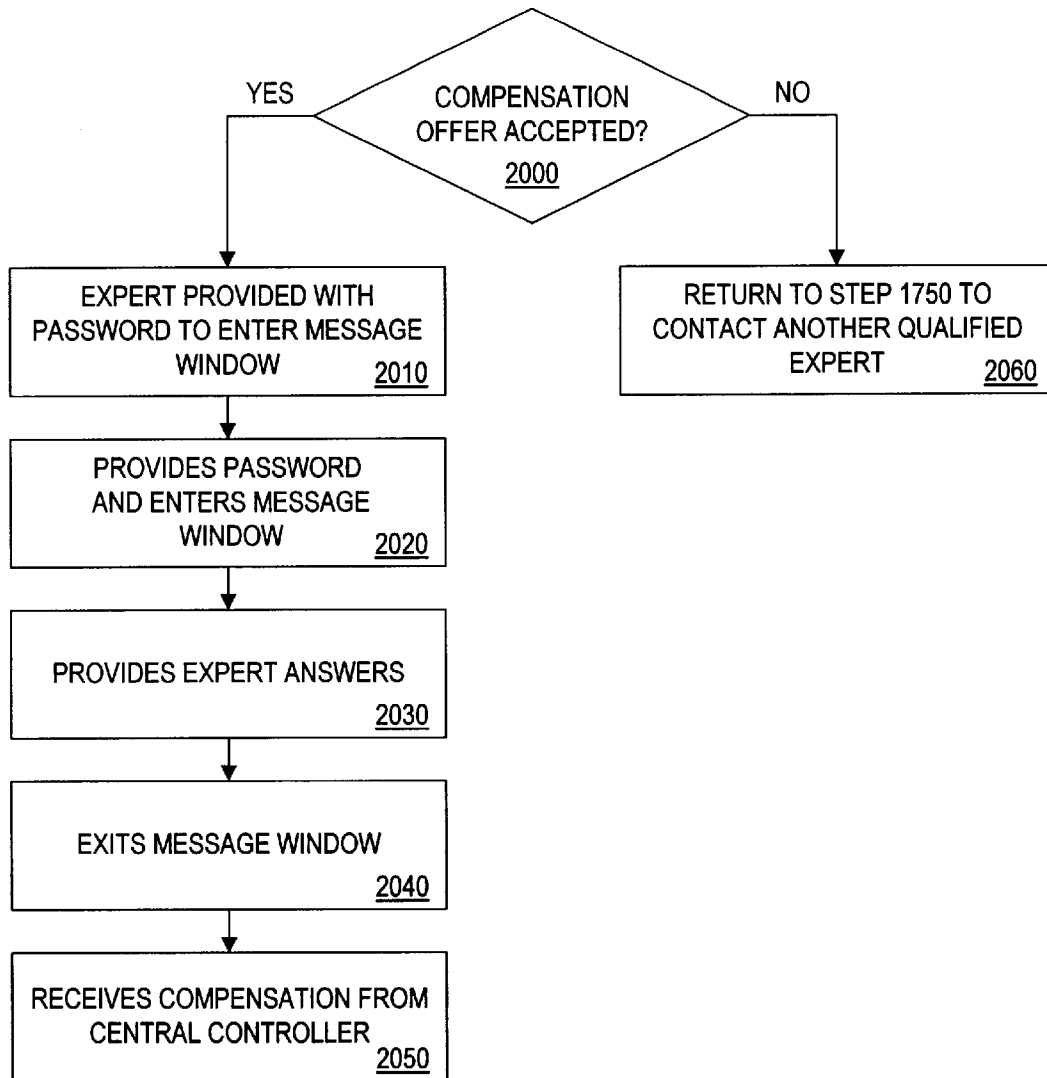 YES
NO
COMPENSATION
OFFER ACCEPTED?
2000
EXPERT PROVIDED WITH
PASSWORD TO ENTER MESSAGE
WINDOW
2010
RETURN TO STEP 1750 TO
CONTACT ANOTHER QUALIFIED
EXPERT
2060
PROVIDES PASSWORD
AND ENTERS MESSAGE
WINDOW
2020
PROVIDES EXPERT ANSWERS
2030
EXITS MESSAGE WINDOW
2040
RECEIVES COMPENSATION FROM
CENTRAL CONTROLLER
2050